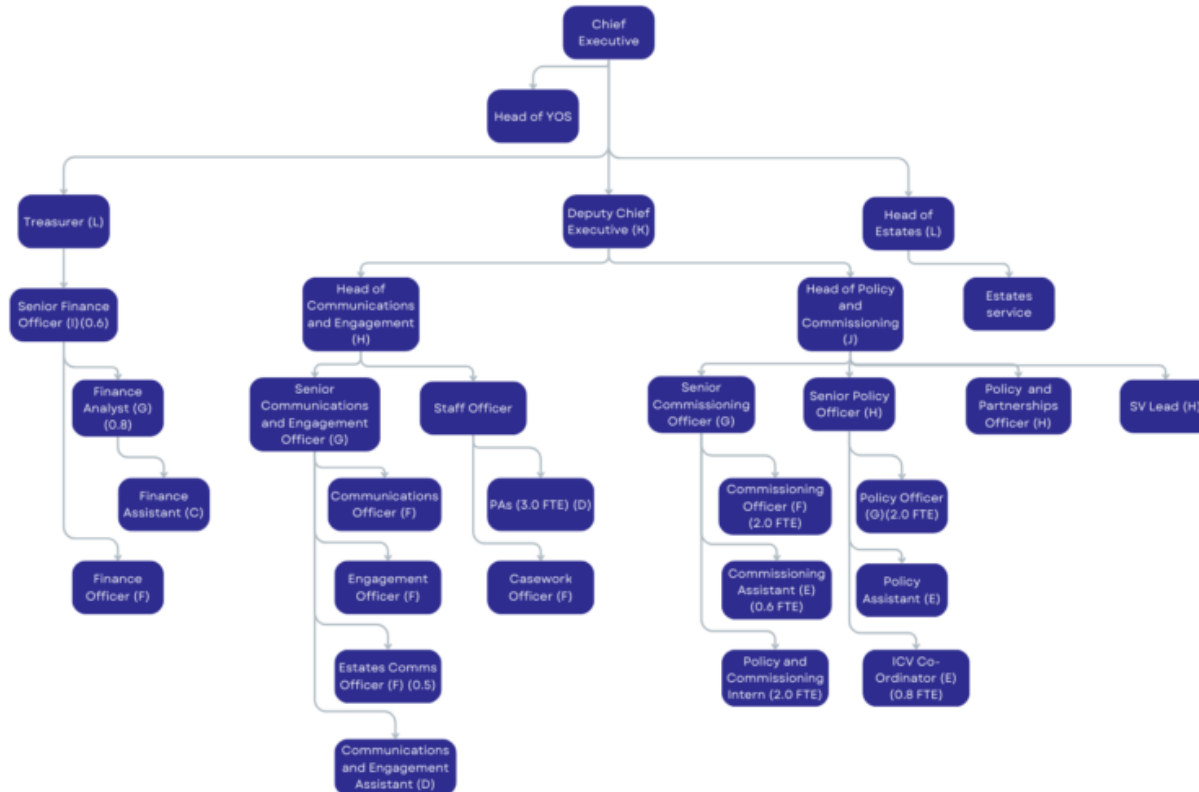 Chief
Executive
Head of YOS
Treasurer (L)
Deputy Chief
Executive (K)
Head of
Estates (L)
Senior Finance
Officer (I)(0.6)
Head of
Communications
and Engagement
(H)
Head of Policy
and
Commissioning
(J)
Estates
service
Finance
Analyst (G)
(0.8)
Senior
Communications
and Engagement
Officer (G)
Staff Officer
Senior
Commissioning
Officer (G)
Senior Policy
Officer (H)
Policy and
Partnerships
Officer (H)
SV Lead (H)
Finance
Assistant (C)
Communications
Officer (F)
PAs (3.0 FTE) (D)
Commissioning
Officer (F)
(2.0 FTE)
Policy Officer
(G)(2.0 FTE)
Finance
Officer (F)
Engagement
Officer (F)
Casework
Officer (F)
Commissioning
Assistant (E)
(0.6 FTE)
Policy
Assistant (E)
Estates Comms
Officer (F) (0.5)
Policy and
Commissioning
Intern (2.0 FTE)
ICV Co-
Ordinator (E)
(0.8 FTE)
Communications
and Engagement
Assistant (D)